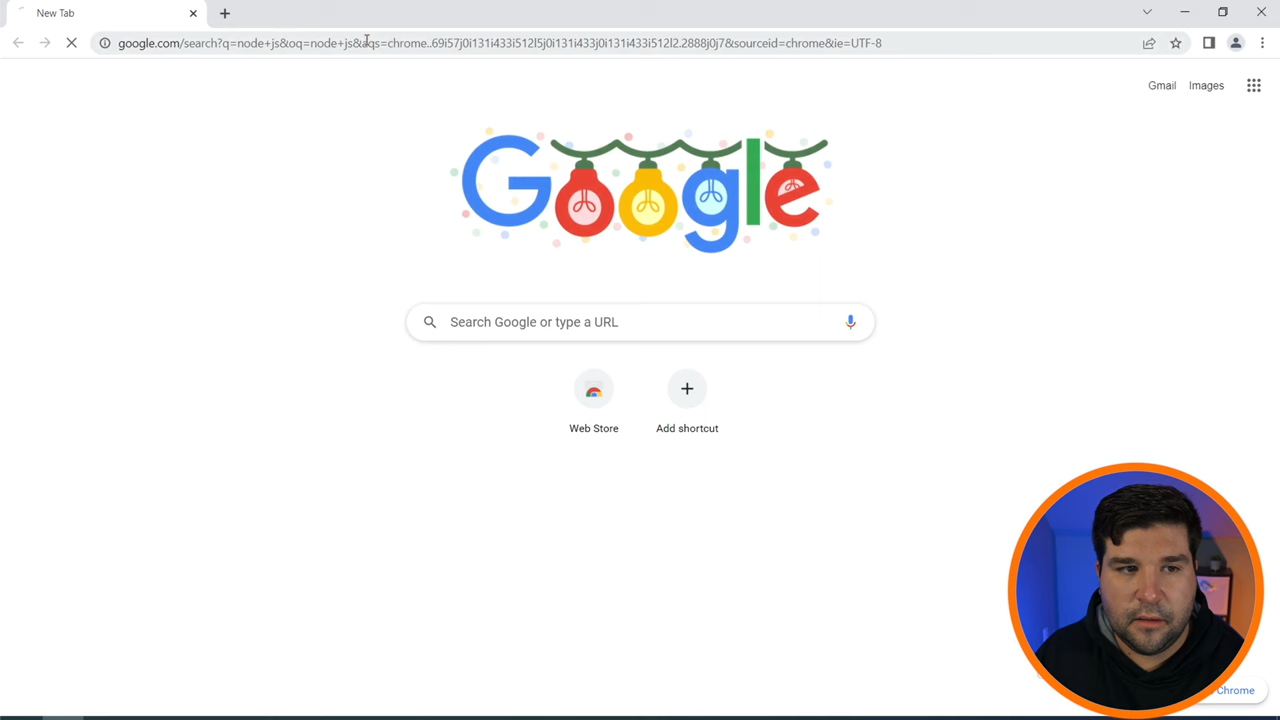 New Tab
google.com/search?q=node+js&oq=node+js&aqs=chrome..69i57j0i131i433i512l5j0i131i433j0i131i433i512l2.2888j0j7&sourceid=chrome&ie=UTF-8
Gmail Images
Google
Search Google or type a URL
Web Store Add shortcut
Chrome